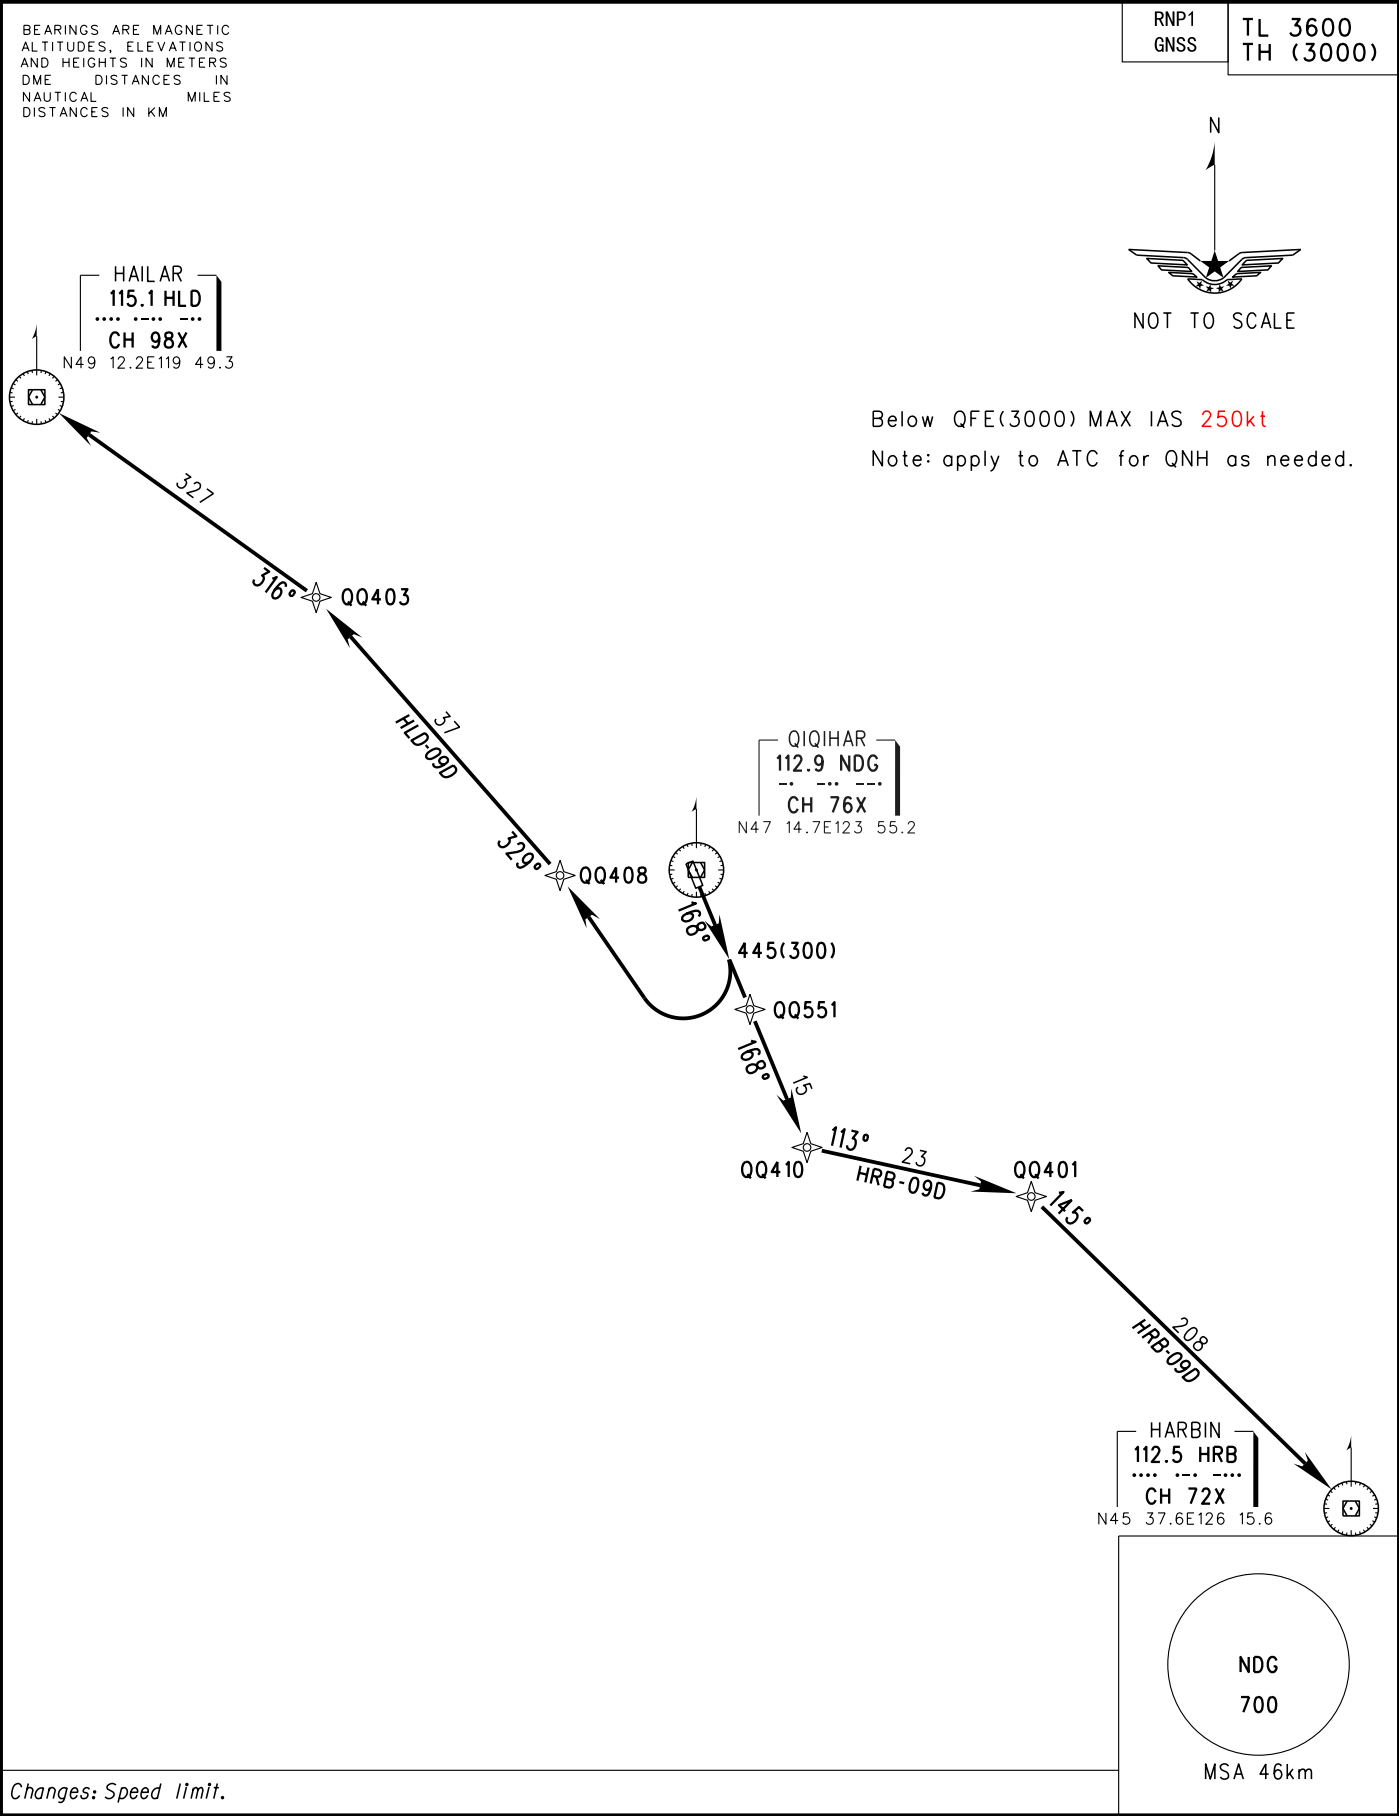 BEARINGS ARE MAGNETIC
ALTITUDES, ELEVATIONS
AND HEIGHTS IN METERS
DME DISTANCES IN
NAUTICAL MILES
DISTANCES IN KM
RNP1
GNSS
TL 3600
TH (3000)
N
NOT TO SCALE
HAILAR
115.1 HLD
CH 98X
N49 12.2E119 49.3
Below QFE(3000) MAX IAS 250kt
Note: apply to ATC for QNH as needed.
327
316°
QQ403
37
HLD-09D
329°
QQ408
QIQIHAR
112.9 NDG
CH 76X
N47 14.7E123 55.2
168°
445(300)
QQ551
168°
15
QQ410
113°
23
HRB-09D
QQ401
145°
208
HRB-09D
HARBIN
112.5 HRB
CH 72X
N45 37.6E126 15.6
NDG
700
MSA 46km
Changes: Speed limit.